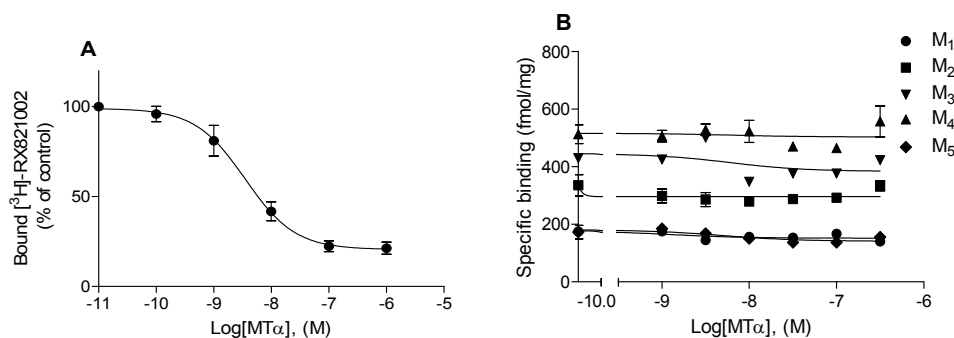 A
Bound [³H]-RX821002
(% of control)
100
50
0
-11 -10 -9 -8 -7 -6 -5
Log[MTα], (M)
B
Specific binding (fmol/mg)
800
600
400
200
0
-10.0 -9 -8 -7 -6
Log[MTα], (M)
M₁
M₂
M₃
M₄
M₅